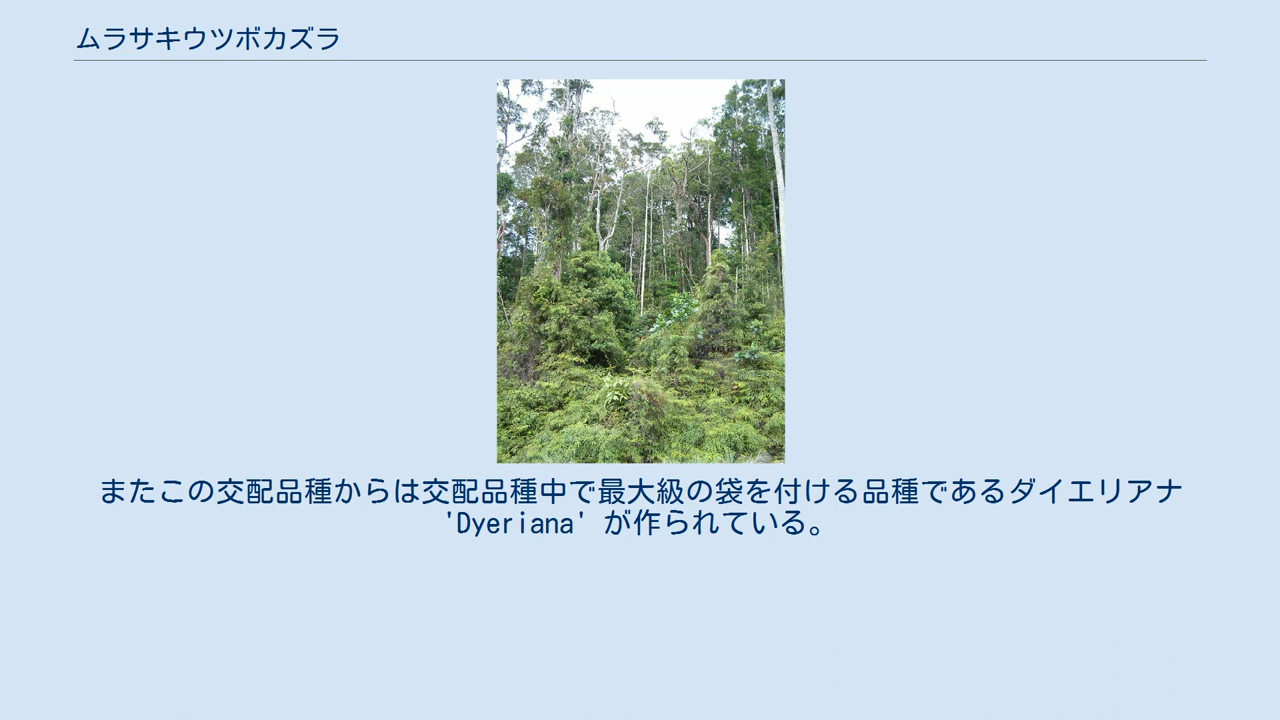 ムラサキウツボカズラ
またこの交配品種からは交配品種中で最大級の袋を付ける品種であるダイエリアナ
'Dyeriana' が作られている。